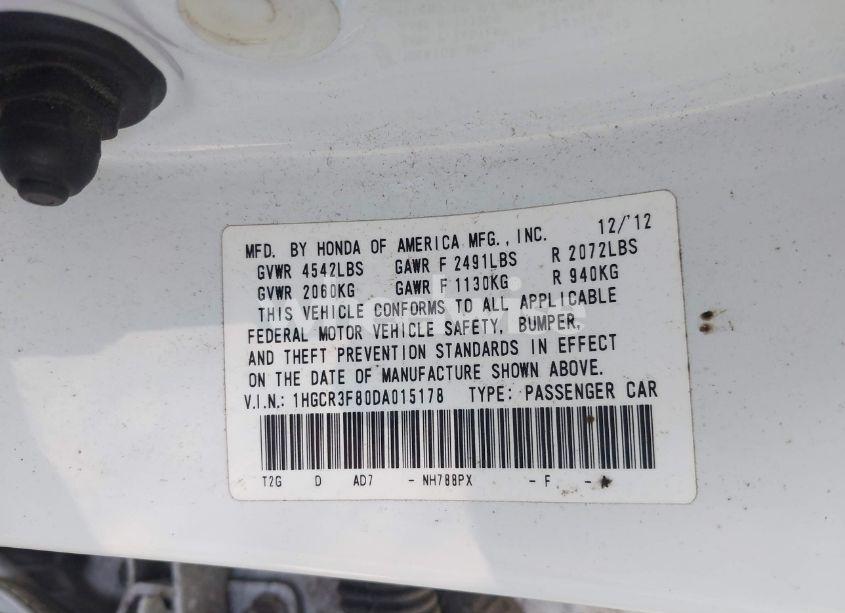 MFD. BY HONDA OF AMERICA MFG., INC. 12/'12
GVWR 4542LBS GAWR F 2491LBS R 2072LBS
GVWR 2060KG GAWR F 1130KG R 940KG
THIS VEHICLE CONFORMS TO ALL APPLICABLE
FEDERAL MOTOR VEHICLE SAFETY, BUMPER,
AND THEFT PREVENTION STANDARDS IN EFFECT
ON THE DATE OF MANUFACTURE SHOWN ABOVE.
V.I.N.: 1HGCR3F80DA015178 TYPE: PASSENGER CAR
T2G D AD7 - NH788PX - F -